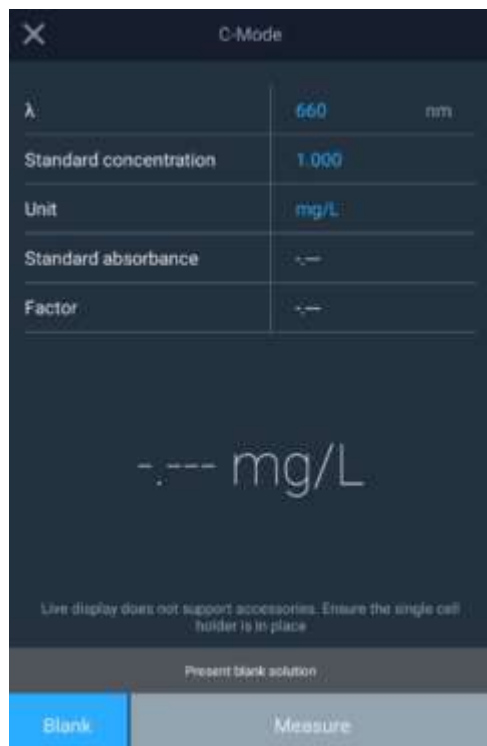 C-Mode
λ 660 nm
Standard concentration 1.000
Unit mg/L
Standard absorbance -.---
Factor -.---
-.--- mg/L
Live display does not support accessories. Ensure the single cell
holder is in place
Present blank solution
Blank Measure